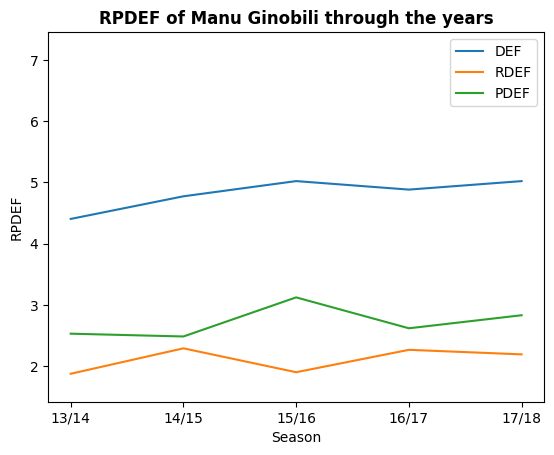 RPDEF of Manu Ginobili through the years
DEF
RDEF
PDEF
7
6
5
4
3
2
RPDEF
13/14 14/15 15/16 16/17 17/18
Season